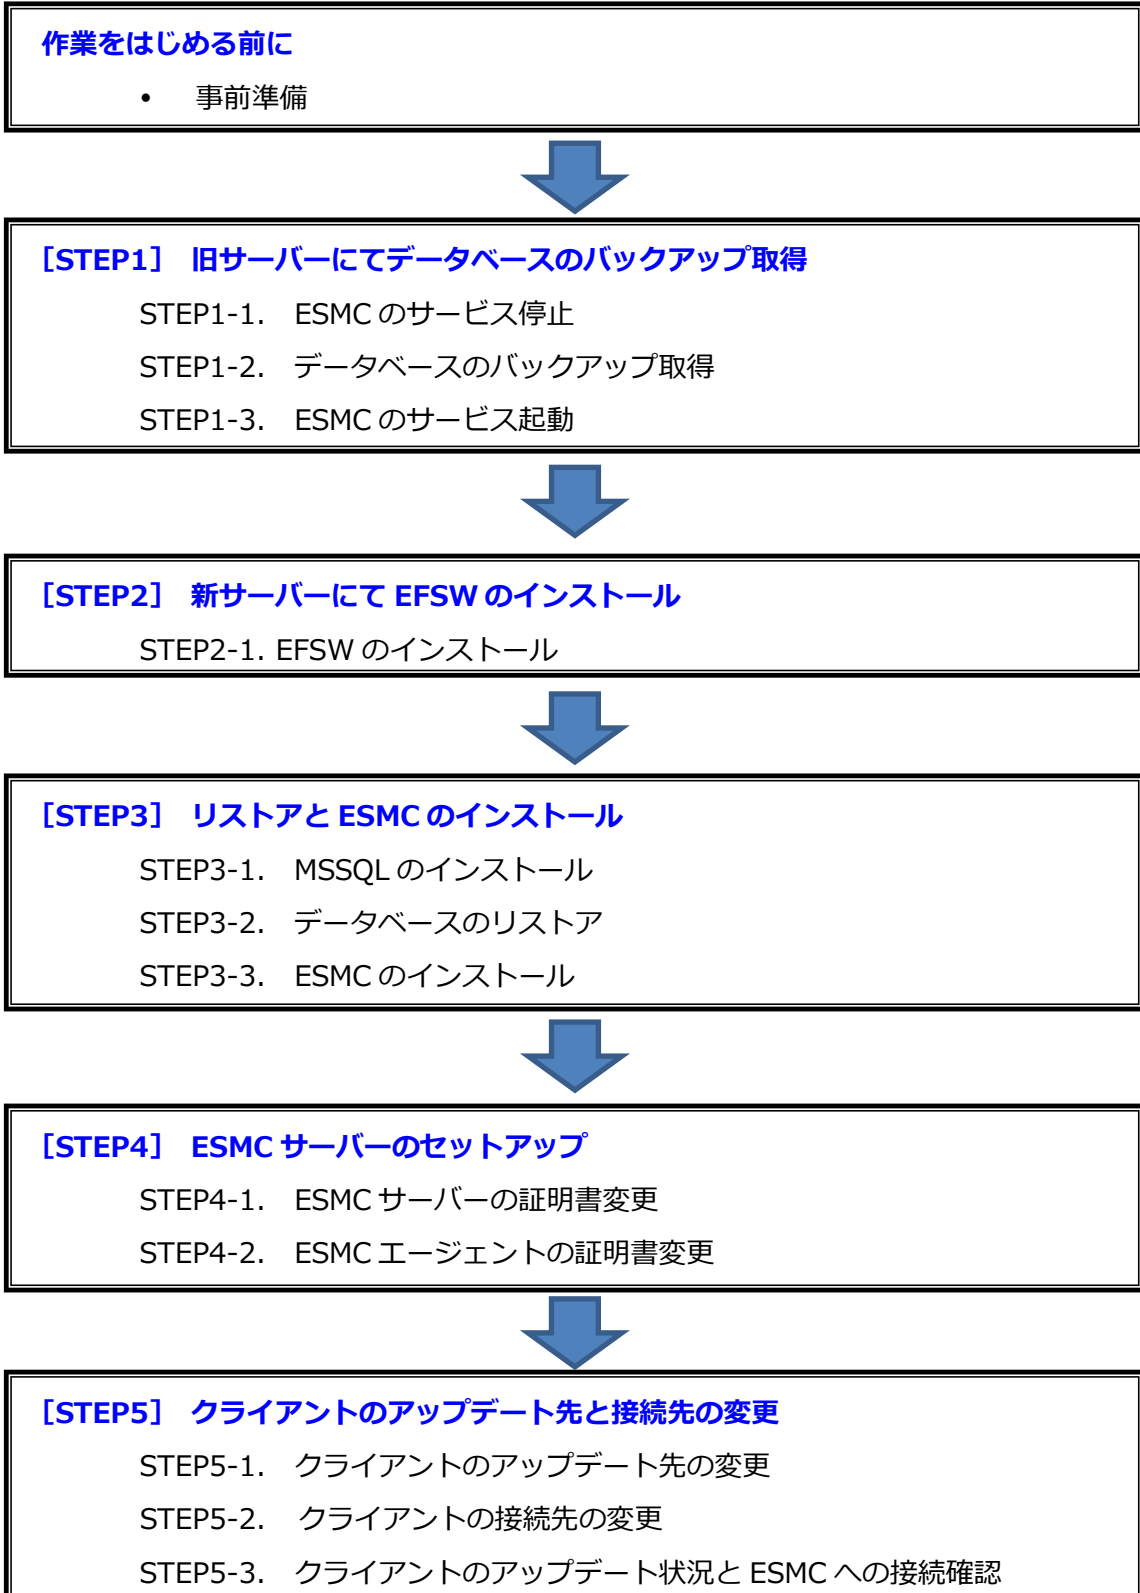 作業をはじめる前に
• 事前準備
[STEP1] 旧サーバーにてデータベースのバックアップ取得
STEP1-1. ESMC のサービス停止
STEP1-2. データベースのバックアップ取得
STEP1-3. ESMC のサービス起動
[STEP2] 新サーバーにて EFSW のインストール
STEP2-1. EFSW のインストール
[STEP3] リストアと ESMC のインストール
STEP3-1. MSSQL のインストール
STEP3-2. データベースのリストア
STEP3-3. ESMC のインストール
[STEP4] ESMC サーバーのセットアップ
STEP4-1. ESMC サーバーの証明書変更
STEP4-2. ESMC エージェントの証明書変更
[STEP5] クライアントのアップデート先と接続先の変更
STEP5-1. クライアントのアップデート先の変更
STEP5-2. クライアントの接続先の変更
STEP5-3. クライアントのアップデート状況と ESMC への接続確認